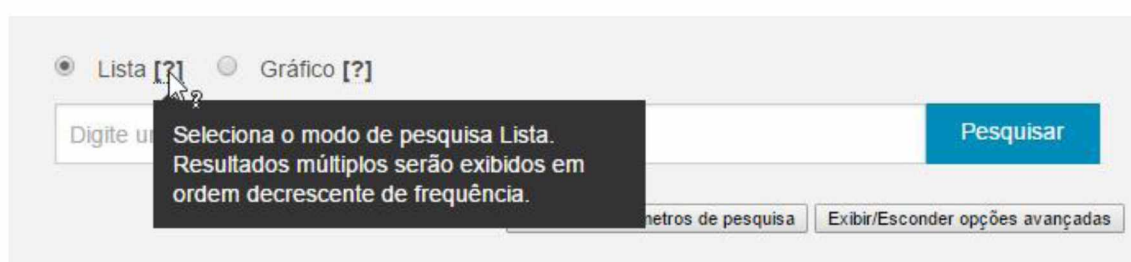 Lista [?] Gráfico [?]
Digite
Pesquisar
Seleciona o modo de pesquisa Lista.
Resultados múltiplos serão exibidos em
ordem decrescente de frequência.
de pesquisa Exibir/Esconder opções avançadas